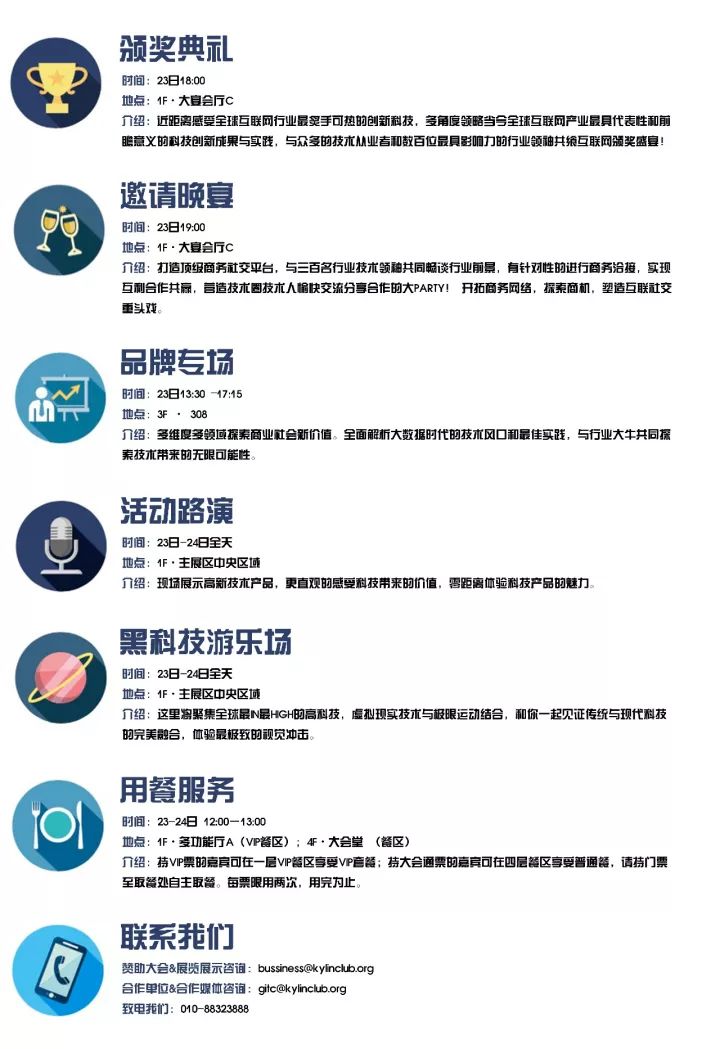 颁奖典礼
时间：23日18:00
地点：1F·大宴会厅C
介绍：近距离感受全球互联网行业最炙手可热的创新科技，多角度领略当今全球互联网产业最具代表性和前
瞻意义的科技创新成果与实践，与众多的技术从业者和数百位最具影响力的行业领袖共续互联网颁奖盛宴！
邀请晚宴
时间：23日19:00
地点：1F·大宴会厅C
介绍：打造顶级商务社交平台，与三百名行业技术领袖共同畅谈行业前景，有针对性的进行商务洽接，实现
互利合作共赢，营造技术圈技术人愉快交流分享合作的大PARTY！ 开拓商务网络，探索商机，塑造互联社交
重头戏。
品牌专场
时间：23日13:30 -17:15
地点：3F · 308
介绍：多维度多领域探索商业社会新价值。全面解析大数据时代的技术风口和最佳实践，与行业大牛共同探
索技术带来的无限可能性。
活动路演
时间：23日-24日全天
地点：1F·主展区中央区域
介绍：现场展示高新技术产品，更直观的感受科技带来的价值，零距离体验科技产品的魅力。
黑科技游乐场
时间：23日-24日全天
地点：1F·主展区中央区域
介绍：这里将聚集全球最IN最HIGH的高科技，虚拟现实技术与极限运动结合，和你一起见证传统与现代科技
的完美融合，体验最极致的视觉冲击。
用餐服务
时间：23-24日 12:00—13:00
地点：1F·多功能厅A（VIP餐区）；4F·大会堂 （餐区）
介绍：持VIP票的嘉宾可在一层VIP餐区享受VIP套餐；持大会通票的嘉宾可在四层餐区享受普通餐，请持门票
至取餐处自主取餐。每票限用两次，用完为止。
联系我们
赞助大会&展览展示咨询：bussiness@kylinclub.org
合作单位&合作媒体咨询：gitc@kylinclub.org
致电我们：010-88323888